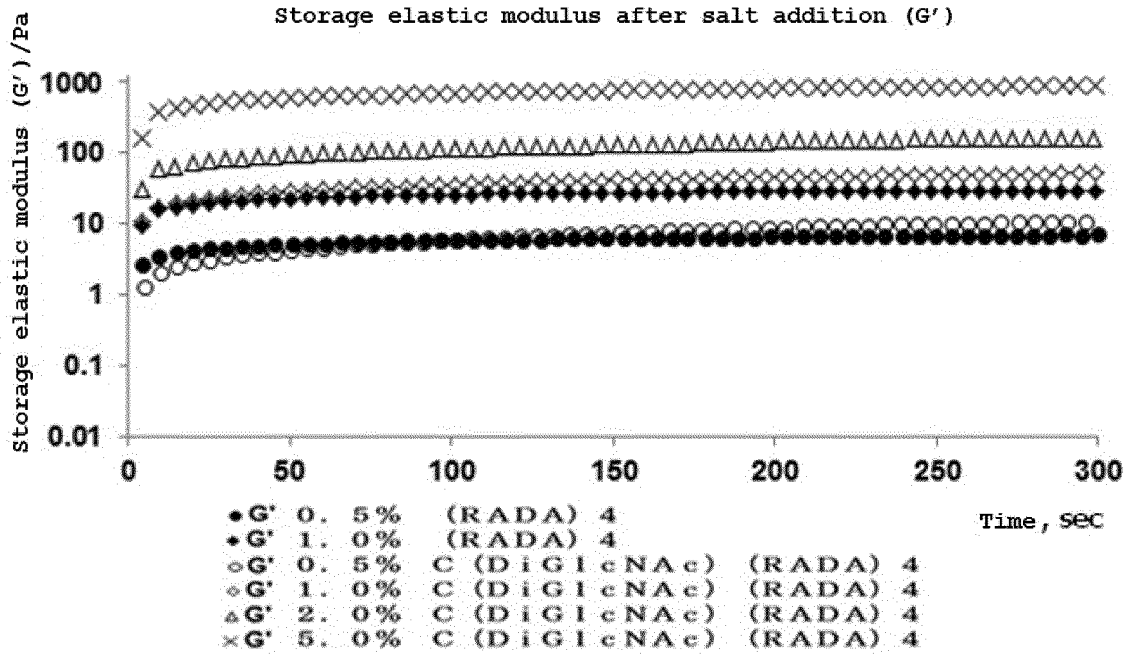 Storage elastic modulus after salt addition (G′)
Storage elastic modulus (G′)/Pa
1000
100
10
1
0.1
0.01
0 50 100 150 200 250 300
Time, sec
G' 0. 5% (RADA) 4
G' 1. 0% (RADA) 4
G' 0. 5% C (DiGlcNAc) (RADA) 4
G' 1. 0% C (DiGlcNAc) (RADA) 4
G' 2. 0% C (DiGlcNAc) (RADA) 4
G' 5. 0% C (DiGlcNAc) (RADA) 4